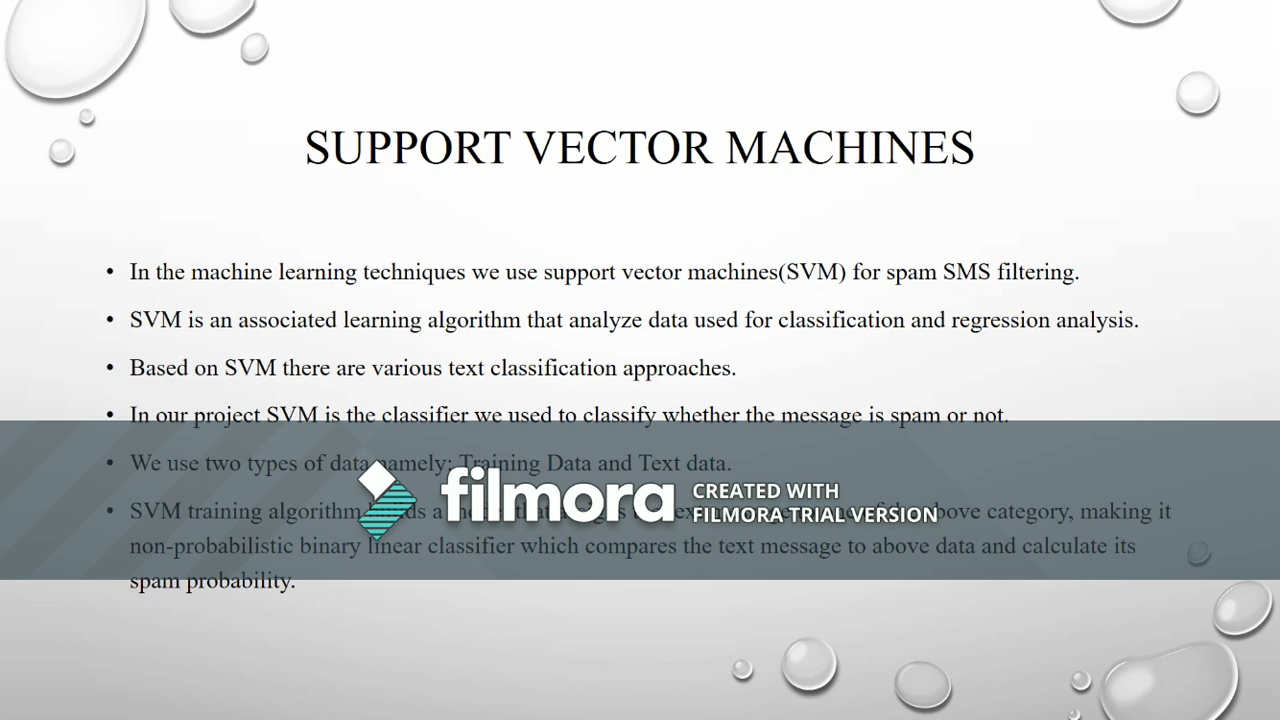 SUPPORT VECTOR MACHINES
• In the machine learning techniques we use support vector machines(SVM) for spam SMS filtering.
• SVM is an associated learning algorithm that analyze data used for classification and regression analysis.
• Based on SVM there are various text classification approaches.
• In our project SVM is the classifier we used to classify whether the message is spam or not.
• We use two types of data namely: Training Data and Text data.
• SVM training algorithm a that above category, making it
non-probabilistic binary linear classifier which compares the text message to above data and calculate its
spam probability.
filmora
CREATED WITH
FILMORA TRIAL VERSION